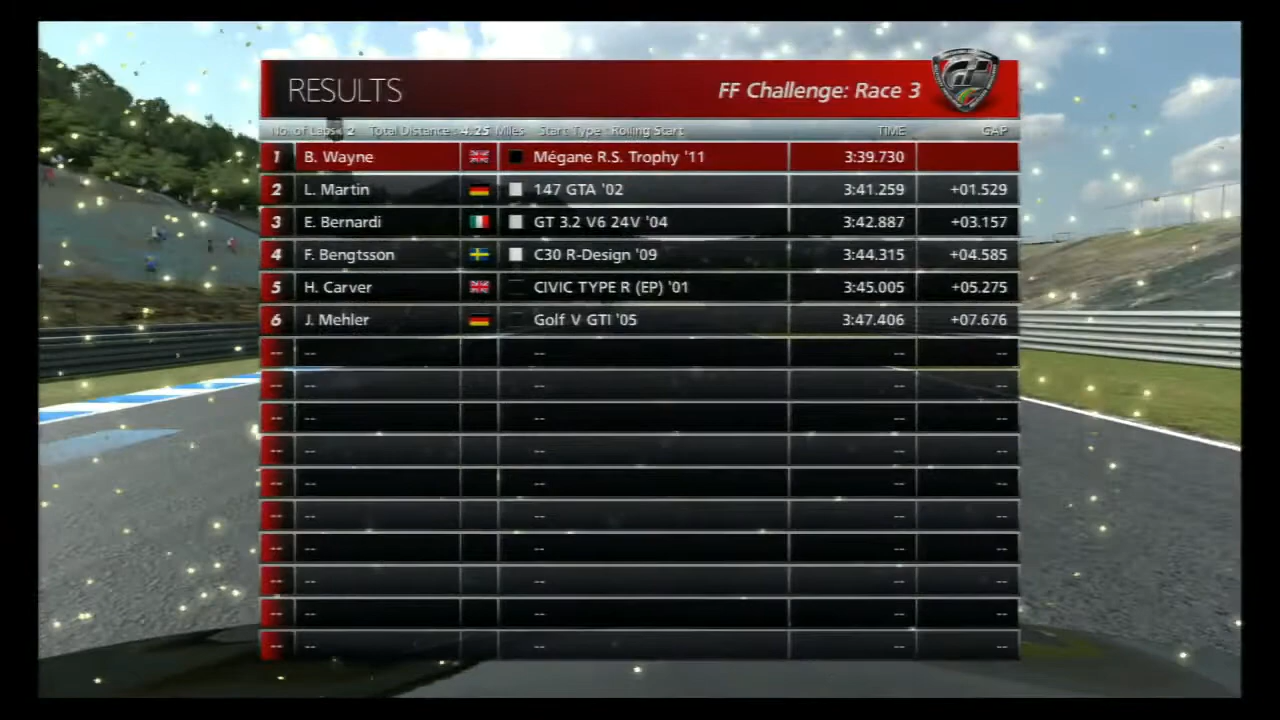 RESULTS FF Challenge: Race 3
No. of Laps: 2 Total Distance: 4.25 Miles Start Type: Rolling Start TIME GAP
1 B. Wayne Mégane R.S. Trophy '11 3:39.730
2 L. Martin 147 GTA '02 3:41.259 +01.529
3 E. Bernardi GT 3.2 V6 24V '04 3:42.887 +03.157
4 F. Bengtsson C30 R-Design '09 3:44.315 +04.585
5 H. Carver CIVIC TYPE R (EP) '01 3:45.005 +05.275
6 J. Mehler Golf V GTI '05 3:47.406 +07.676
-- -- -- -- --
-- -- -- -- --
-- -- -- -- --
-- -- -- -- --
-- -- -- -- --
-- -- -- -- --
-- -- -- -- --
-- -- -- -- --
-- -- -- -- --
-- -- -- -- --